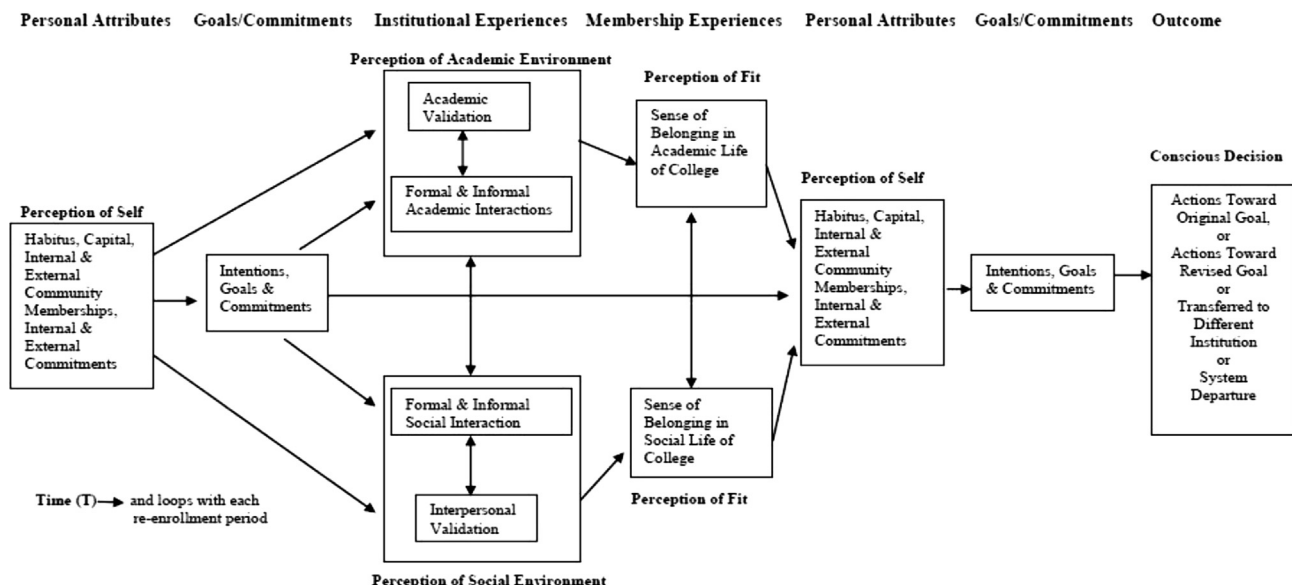 Personal Attributes Goals/Commitments Institutional Experiences Membership Experiences Personal Attributes Goals/Commitments Outcome
Perception of Academic Environment
Academic
Validation
Formal & Informal
Academic Interactions
Perception of Fit
Sense of
Belonging in
Academic Life
of College
Perception of Self
Habitus, Capital,
Internal &
External
Community
Memberships,
Internal &
External
Commitments
Intentions,
Goals &
Commitments
Formal & Informal
Social Interaction
Interpersonal
Validation
Perception of Social Environment
Sense of
Belonging in
Social Life of
College
Perception of Fit
Perception of Self
Habitus, Capital,
Internal &
External
Community
Memberships,
Internal &
External
Commitments
Intentions, Goals
& Commitments
Conscious Decision
Actions Toward
Original Goal,
or
Actions Toward
Revised Goal
or
Transferred to
Different
Institution
or
System
Departure
Time (T) and loops with each
re-enrollment period